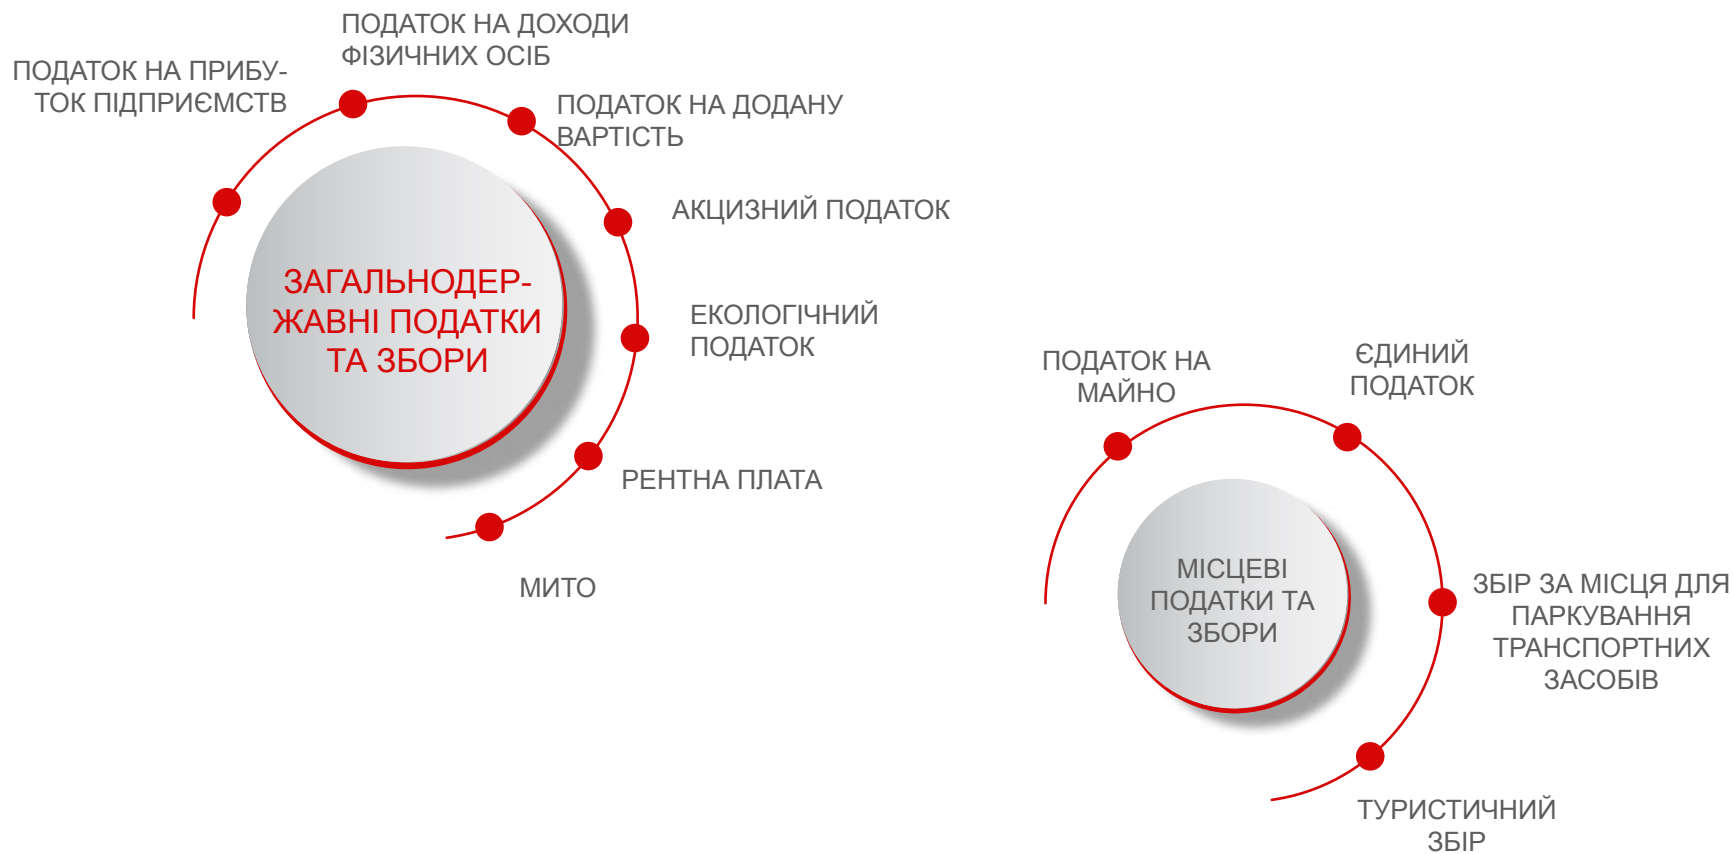 ПОДАТОК НА ПРИБУ-
ТОК ПІДПРИЄМСТВ
ПОДАТОК НА ДОХОДИ
ФІЗИЧНИХ ОСІБ
ПОДАТОК НА ДОДАНУ
ВАРТІСТЬ
АКЦИЗНИЙ ПОДАТОК
ЕКОЛОГІЧНИЙ
ПОДАТОК
РЕНТНА ПЛАТА
МИТО
ЗАГАЛЬНОДЕР-
ЖАВНІ ПОДАТКИ
ТА ЗБОРИ
ПОДАТОК НА
МАЙНО
ЄДИНИЙ
ПОДАТОК
ЗБІР ЗА МІСЦЯ ДЛЯ
ПАРКУВАННЯ
ТРАНСПОРТНИХ
ЗАСОБІВ
ТУРИСТИЧНИЙ
ЗБІР
МІСЦЕВІ
ПОДАТКИ ТА
ЗБОРИ